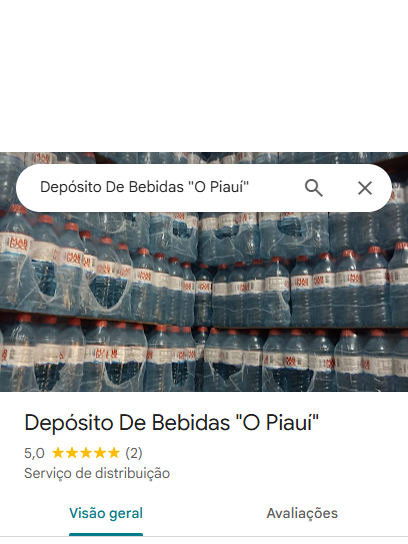 Depósito De Bebidas "O Piauí"
Depósito De Bebidas "O Piauí"
5,0 (2)
Serviço de distribuição
Visão geral
Avaliações